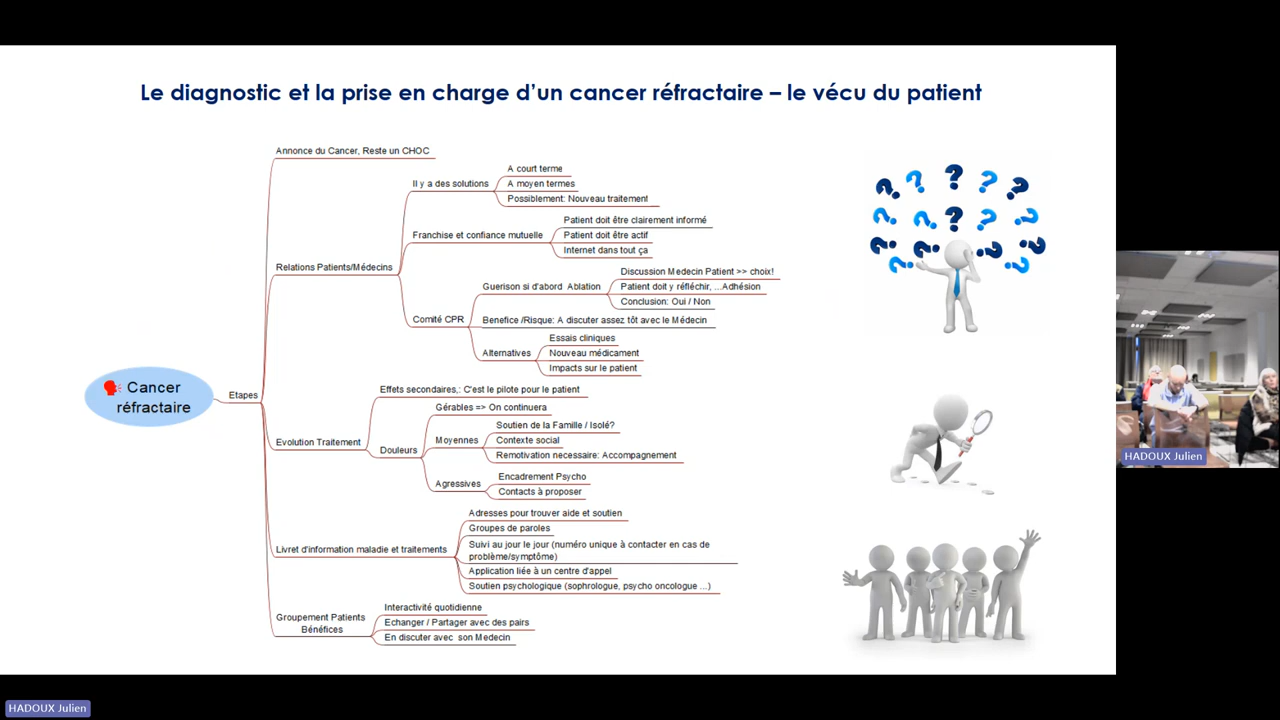 Le diagnostic et la prise en charge d'un cancer réfractaire – le vécu du patient
Annonce du Cancer, Reste un CHOC
A court terme
Il y a des solutions
A moyen termes
Possiblement: Nouveau traitement
Patient doit être clairement informé
Franchise et confiance mutuelle
Patient doit être actif
Internet dans tout ça
Relations Patients/Médecins
Discussion Medecin Patient >> choix!
Guerison si d'abord Ablation
Patient doit y réfléchir, ...Adhésion
Conclusion: Oui / Non
Comité CPR
Benefice /Risque: A discuter assez tôt avec le Médecin
Essais cliniques
Alternatives
Nouveau médicament
Impacts sur le patient
Cancer
réfractaire
Etapes
Effets secondaires,: C'est le pilote pour le patient
Evolution Traitement
Gérables => On continuera
Douleurs
Soutien de la Famille / Isolé?
Moyennes
Contexte social
Remotivation necessaire: Accompagnement
Encadrement Psycho
Agressives
Contacts à proposer
Adresses pour trouver aide et soutien
Groupes de paroles
Livret d'information maladie et traitements
Suivi au jour le jour (numéro unique à contacter en cas de
problème/symptôme)
Application liée à un centre d'appel
Soutien psychologique (sophrologue, psycho oncologue ...)
Groupement Patients
Bénéfices
Interactivité quotidienne
Echanger / Partager avec des pairs
En discuter avec son Medecin
HADOUX Julien
HADOUX Julien